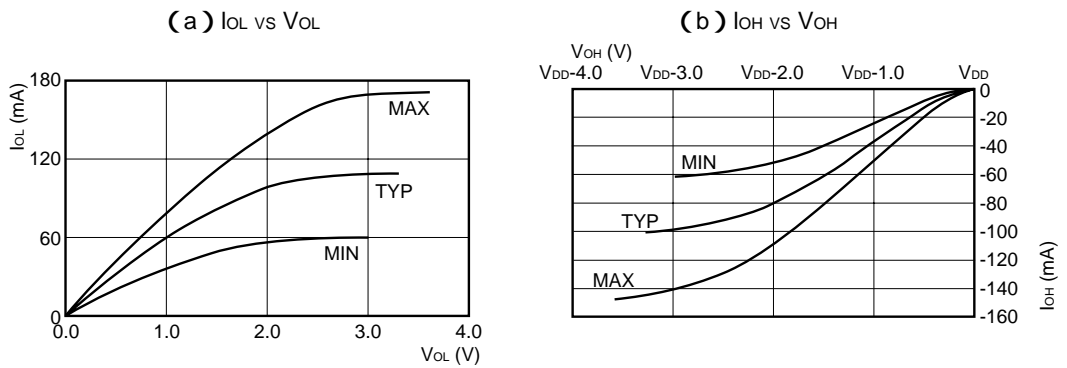 (a) IOL VS VOL
IOL (mA)
180
120
60
0
0.0 1.0 2.0 3.0 4.0
VOL (V)
MAX
TYP
MIN
(b) IOH VS VOH
VOH (V)
VDD-4.0 VDD-3.0 VDD-2.0 VDD-1.0 VDD
0
-20
-40
-60
-80
-100
-120
-140
-160
IOH (mA)
MIN
TYP
MAX